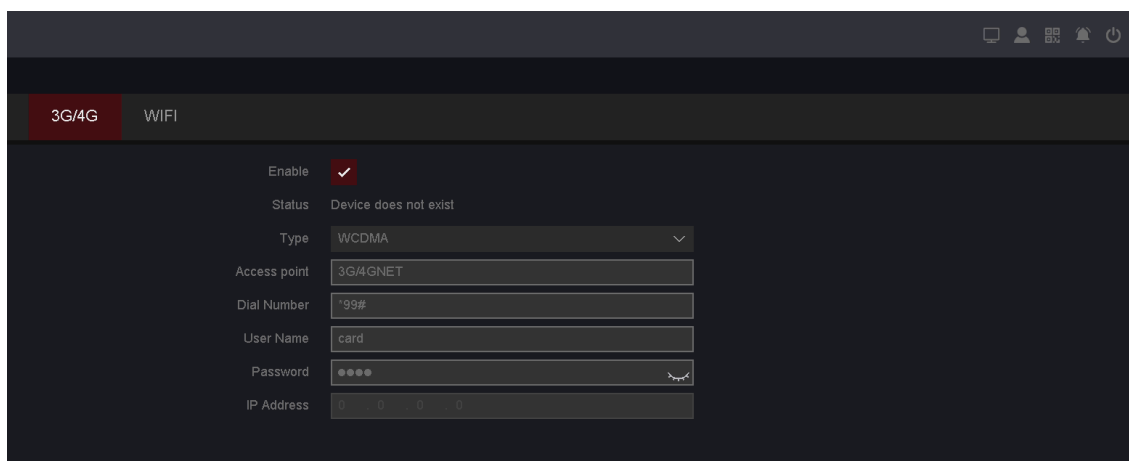 3G/4G WIFI
Enable
Status Device does not exist
Type WCDMA
Access point 3G/4GNET
Dial Number *99#
User Name card
Password ●●●●
IP Address 0 . 0 . 0 . 0